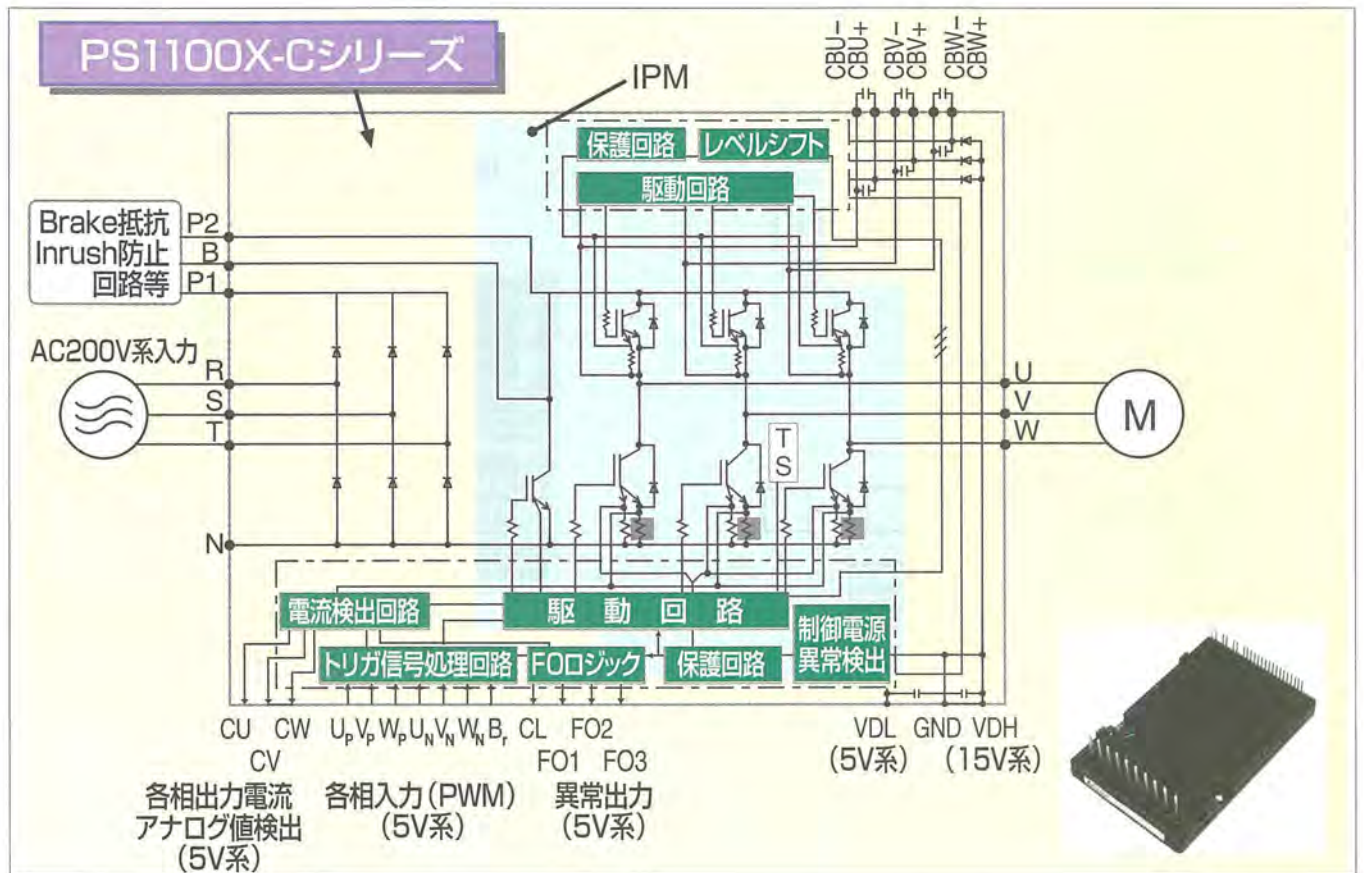 PS1100X-Cシリーズ
IPM
CBU−
CBU+
CBV−
CBV+
CBW−
CBW+
保護回路
レベルシフト
駆動回路
Brake抵抗
Inrush防止
回路等
P2
B
P1
AC200V系入力
R
S
T
N
U
V
W
M
T
S
電流検出回路
駆動回路
制御電源
異常検出
トリガ信号処理回路
FOロジック
保護回路
CU
CV
CW
UP VP WP UN VN WN Br
CL
FO1
FO2
FO3
VDL GND VDH
(5V系) (15V系)
各相出力電流
アナログ値検出
(5V系)
各相入力(PWM)
(5V系)
異常出力
(5V系)